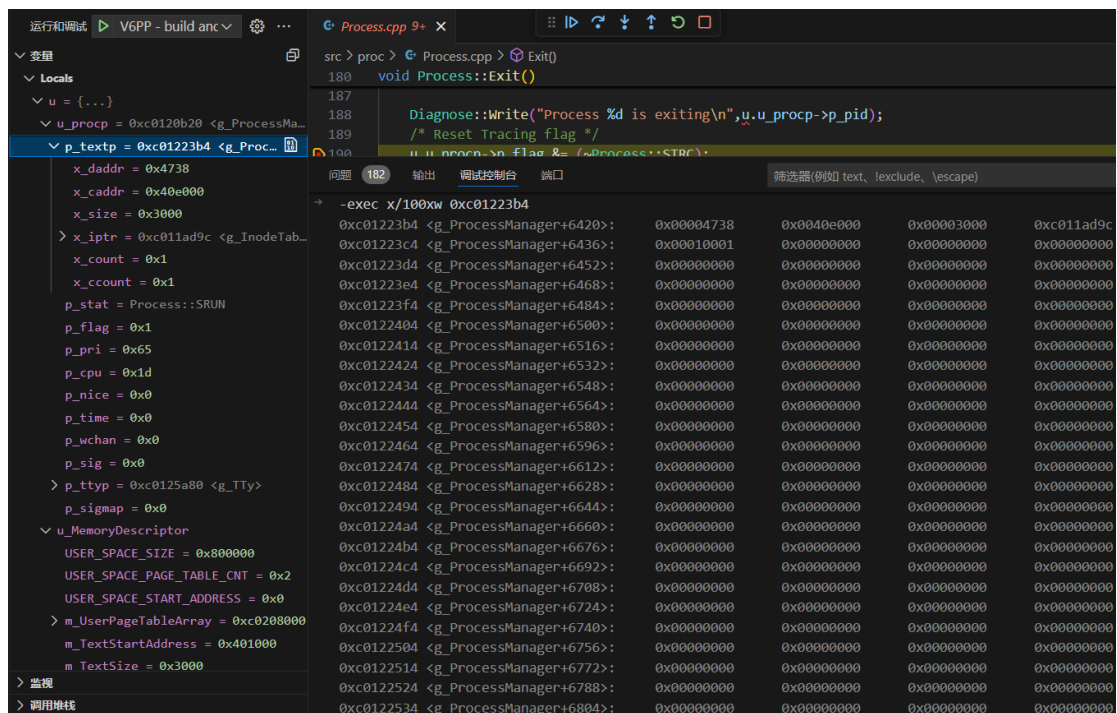 运行和调试 V6PP - build anc
变量
Locals
u = {...}
u_procp = 0xc0120b20 <g_ProcessMa...
p_textp = 0xc01223b4 <g_Proc...
x_daddr = 0x4738
x_caddr = 0x40e000
x_size = 0x3000
x_iptr = 0xc011ad9c <g_InodeTab...
x_count = 0x1
x_ccount = 0x1
p_stat = Process::SRUN
p_flag = 0x1
p_pri = 0x65
p_cpu = 0x1d
p_nice = 0x0
p_time = 0x0
p_wchan = 0x0
p_sig = 0x0
p_ttyp = 0xc0125a80 <g_TTy>
p_sigmap = 0x0
u_MemoryDescriptor
USER_SPACE_SIZE = 0x800000
USER_SPACE_PAGE_TABLE_CNT = 0x2
USER_SPACE_START_ADDRESS = 0x0
m_UserPageTableArray = 0xc0208000
m_TextStartAddress = 0x401000
m_TextSize = 0x3000
监视
调用堆栈
Process.cpp 9+
src > proc > Process.cpp > Exit()
180 void Process::Exit()
187
188 Diagnose::Write("Process %d is exiting\n",u.u_procp->p_pid);
189 /* Reset Tracing flag */
190 u.u_procp->p_flag &= (~Process::STRC);
问题 182 输出 调试控制台 端口 筛选器(例如 text、!exclude、\escape)
-exec x/100xw 0xc01223b4
0xc01223b4 <g_ProcessManager+6420>: 0x00004738 0x0040e000 0x00003000 0xc011ad9c
0xc01223c4 <g_ProcessManager+6436>: 0x00010001 0x00000000 0x00000000 0x00000000
0xc01223d4 <g_ProcessManager+6452>: 0x00000000 0x00000000 0x00000000 0x00000000
0xc01223e4 <g_ProcessManager+6468>: 0x00000000 0x00000000 0x00000000 0x00000000
0xc01223f4 <g_ProcessManager+6484>: 0x00000000 0x00000000 0x00000000 0x00000000
0xc0122404 <g_ProcessManager+6500>: 0x00000000 0x00000000 0x00000000 0x00000000
0xc0122414 <g_ProcessManager+6516>: 0x00000000 0x00000000 0x00000000 0x00000000
0xc0122424 <g_ProcessManager+6532>: 0x00000000 0x00000000 0x00000000 0x00000000
0xc0122434 <g_ProcessManager+6548>: 0x00000000 0x00000000 0x00000000 0x00000000
0xc0122444 <g_ProcessManager+6564>: 0x00000000 0x00000000 0x00000000 0x00000000
0xc0122454 <g_ProcessManager+6580>: 0x00000000 0x00000000 0x00000000 0x00000000
0xc0122464 <g_ProcessManager+6596>: 0x00000000 0x00000000 0x00000000 0x00000000
0xc0122474 <g_ProcessManager+6612>: 0x00000000 0x00000000 0x00000000 0x00000000
0xc0122484 <g_ProcessManager+6628>: 0x00000000 0x00000000 0x00000000 0x00000000
0xc0122494 <g_ProcessManager+6644>: 0x00000000 0x00000000 0x00000000 0x00000000
0xc01224a4 <g_ProcessManager+6660>: 0x00000000 0x00000000 0x00000000 0x00000000
0xc01224b4 <g_ProcessManager+6676>: 0x00000000 0x00000000 0x00000000 0x00000000
0xc01224c4 <g_ProcessManager+6692>: 0x00000000 0x00000000 0x00000000 0x00000000
0xc01224d4 <g_ProcessManager+6708>: 0x00000000 0x00000000 0x00000000 0x00000000
0xc01224e4 <g_ProcessManager+6724>: 0x00000000 0x00000000 0x00000000 0x00000000
0xc01224f4 <g_ProcessManager+6740>: 0x00000000 0x00000000 0x00000000 0x00000000
0xc0122504 <g_ProcessManager+6756>: 0x00000000 0x00000000 0x00000000 0x00000000
0xc0122514 <g_ProcessManager+6772>: 0x00000000 0x00000000 0x00000000 0x00000000
0xc0122524 <g_ProcessManager+6788>: 0x00000000 0x00000000 0x00000000 0x00000000
0xc0122534 <g_ProcessManager+6804>: 0x00000000 0x00000000 0x00000000 0x00000000